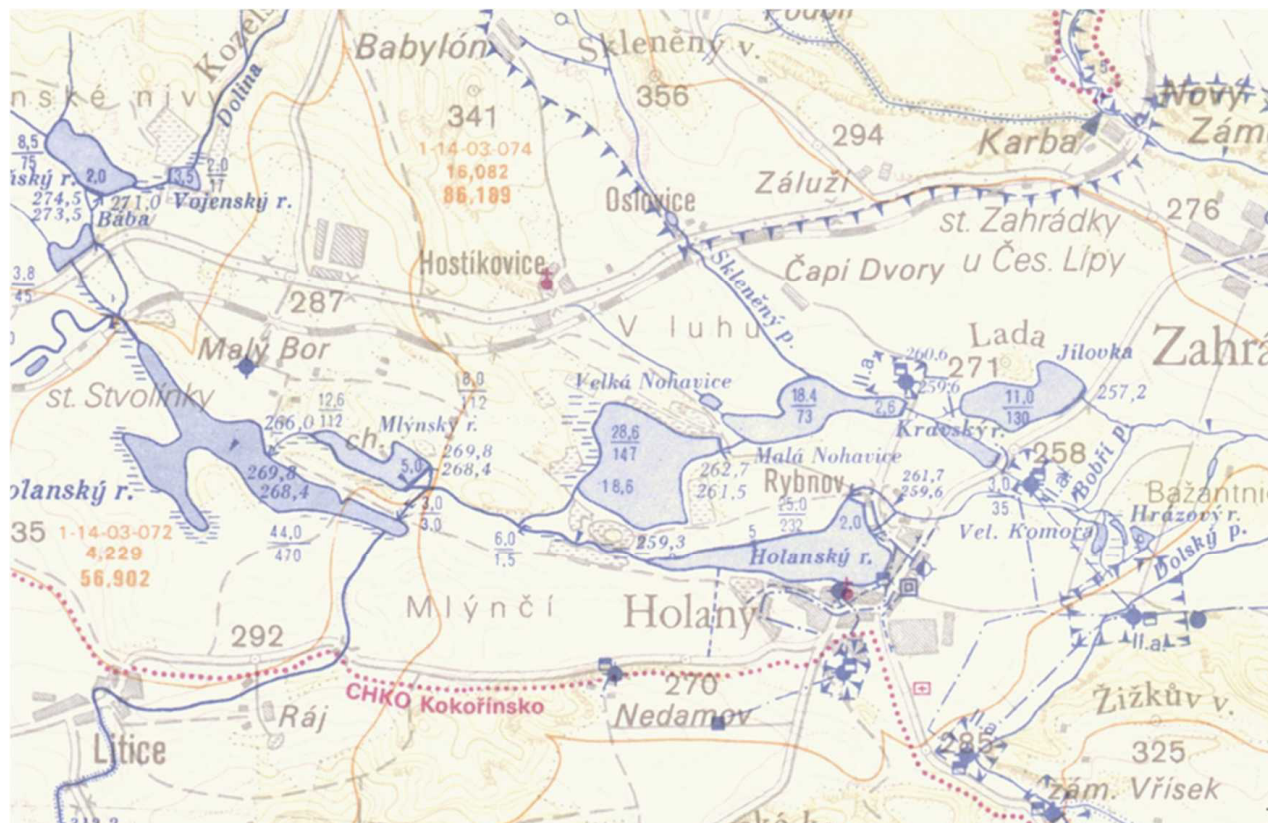 Babylón
Skleněný v.
356
341
1-14-03-074
16,082
86,189
294
Karba
Nový
Dolina
8,5
75
2,0
3,5
2,0
17
274,5
273,5
271,0
Vojenský r.
Bába
Záluží
Oslovice
276
st. Zahrádky
u Čes. Lípy
3.8
45
Hostíkovice
287
Čapí Dvory
Skleněný p.
V luhu
Lada
271
Malý Bor
st. Stvolínky
Velká Nohavice
II.a
260.6
259.6
Jílovka
257,2
12,6
112
8,0
112
266,0
ch.
Mlýnský r.
269,8
268,4
5,0
28,6
147
18,6
18.4
73
2,6
11.0
130
Kravský r.
Malá Nohavice
262,7
261,5
Rybnov
261,7
259,6
258
Bobří p.
269,8
268,4
3,0
3,0
25,0
232
2,0
3,0
35
II.a
Vel. Komora
Hrázový r.
Dolský p.
35
1-14-03-072
4,229
56,902
44,0
470
6,0
1,5
259,3
5
Holanský r.
Mlýnčí
Holany
II.a
292
CHKO Kokořínsko
270
Nedamov
Ráj
Litice
II.a
285
Žižkův v.
325
zám. Vřísek